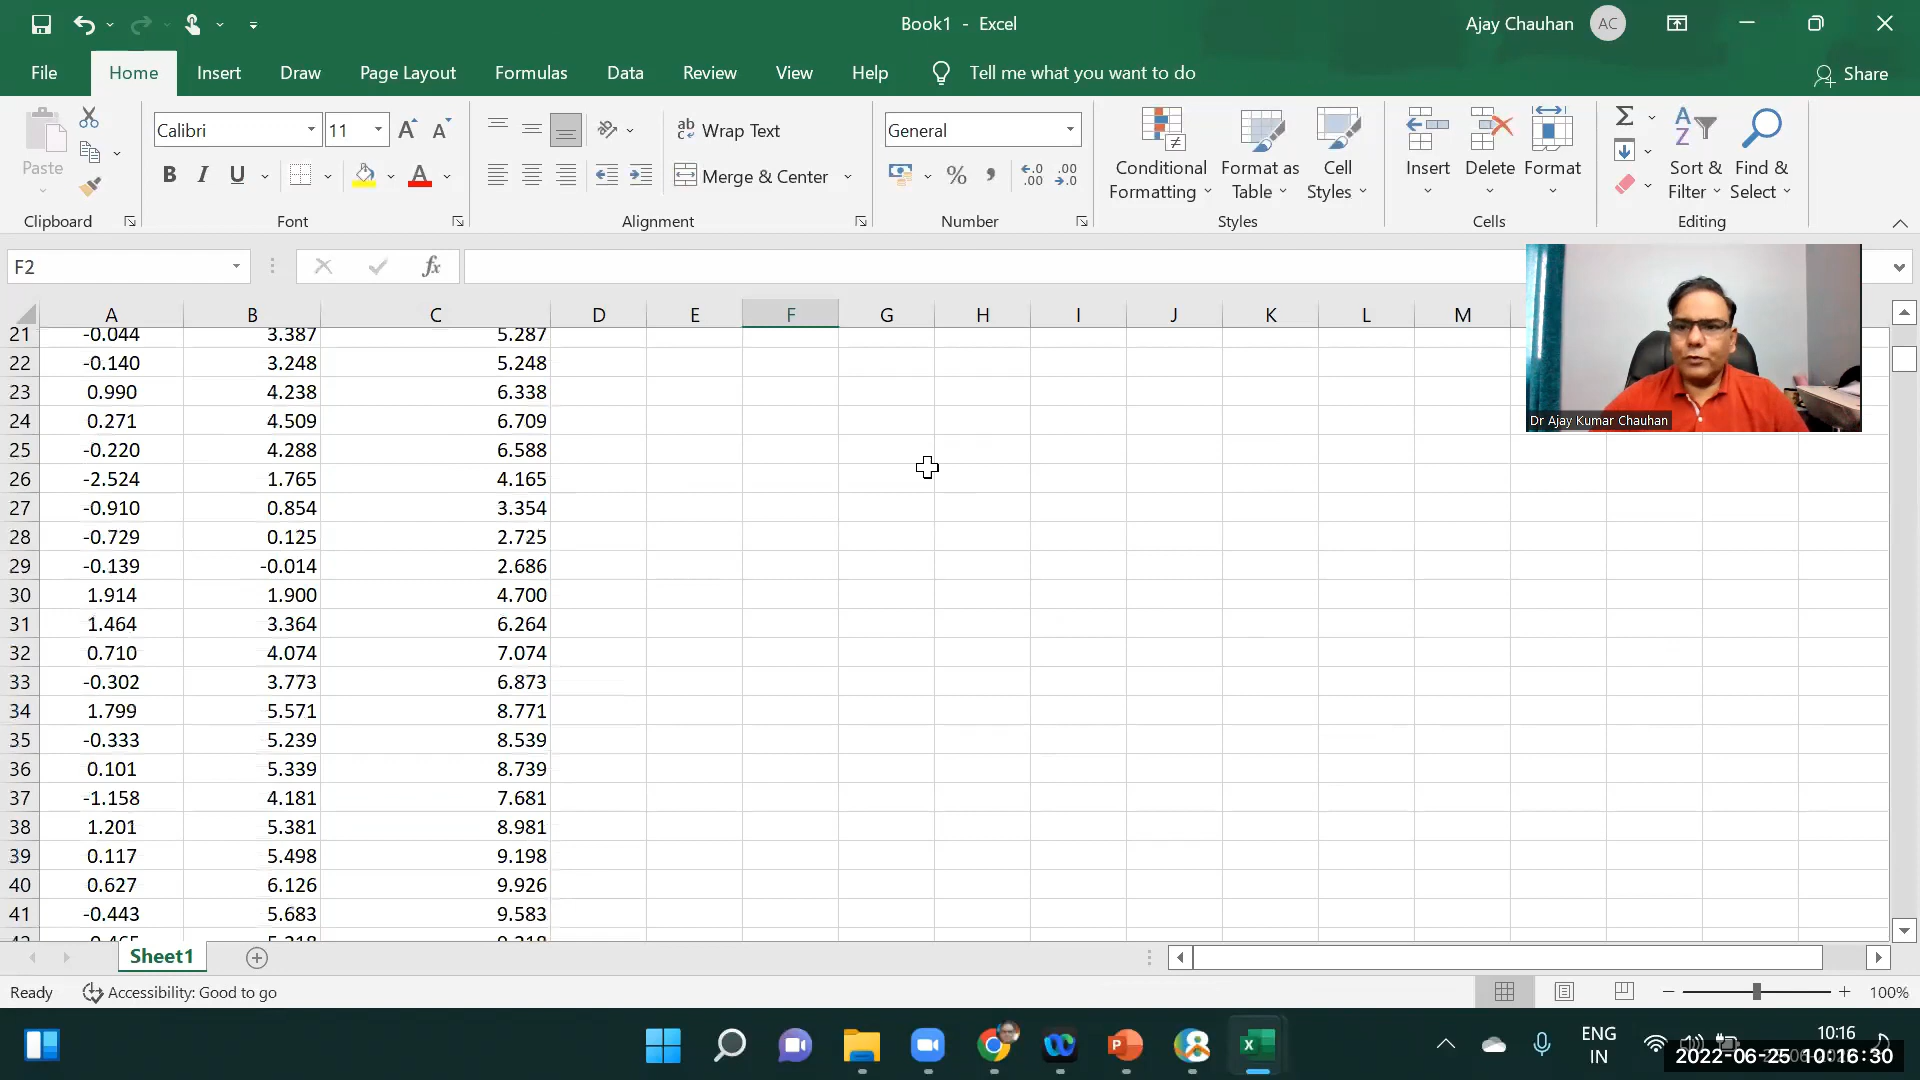 Book1 - Excel
Ajay Chauhan
AC
File
Home
Insert
Draw
Page Layout
Formulas
Data
Review
View
Help
Tell me what you want to do
Share
Paste
Calibri
11
Wrap Text
Merge & Center
General
Conditional
Formatting
Format as
Table
Cell
Styles
Insert
Delete
Format
Sort &
Filter
Find &
Select
Clipboard
Font
Alignment
Number
Styles
Cells
Editing
F2
fx
A B C D E F G H I J K L M
21 -0.044 3.387 5.287
22 -0.140 3.248 5.248
23 0.990 4.238 6.338
24 0.271 4.509 6.709
25 -0.220 4.288 6.588
26 -2.524 1.765 4.165
27 -0.910 0.854 3.354
28 -0.729 0.125 2.725
29 -0.139 -0.014 2.686
30 1.914 1.900 4.700
31 1.464 3.364 6.264
32 0.710 4.074 7.074
33 -0.302 3.773 6.873
34 1.799 5.571 8.771
35 -0.333 5.239 8.539
36 0.101 5.339 8.739
37 -1.158 4.181 7.681
38 1.201 5.381 8.981
39 0.117 5.498 9.198
40 0.627 6.126 9.926
41 -0.443 5.683 9.583
Dr Ajay Kumar Chauhan
Sheet1
Ready
Accessibility: Good to go
100%
ENG
IN
10:16
2022-06-25 10:16:30